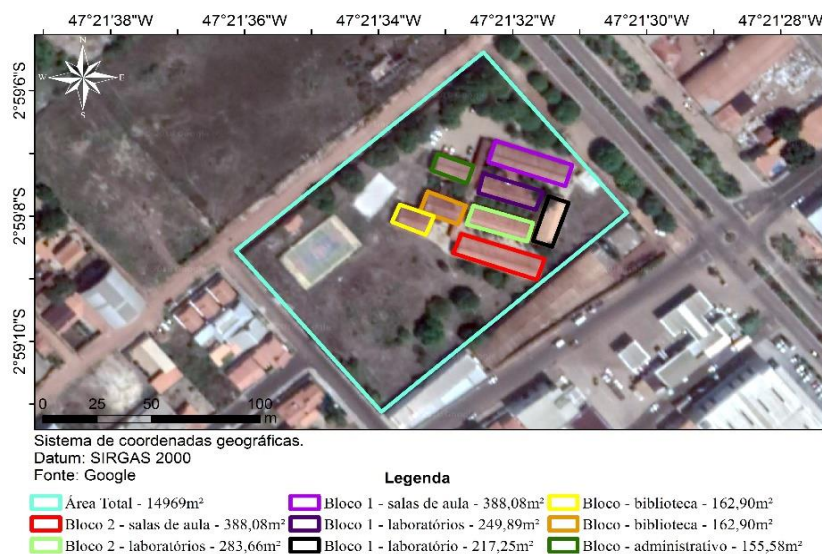 47°21'38"W 47°21'36"W 47°21'34"W 47°21'32"W 47°21'30"W 47°21'28"W
N
W E
S
2°59'6"S
2°59'8"S
2°59'10"S
0 25 50 100
m
Sistema de coordenadas geográficas.
Datum: SIRGAS 2000
Fonte: Google
Legenda
Área Total - 14969m² Bloco 1 - salas de aula - 388,08m² Bloco - biblioteca - 162,90m²
Bloco 2 - salas de aula - 388,08m² Bloco 1 - laboratórios - 249,89m² Bloco - biblioteca - 162,90m²
Bloco 2 - laboratórios - 283,66m² Bloco 1 - laboratório - 217,25m² Bloco - administrativo - 155,58m²